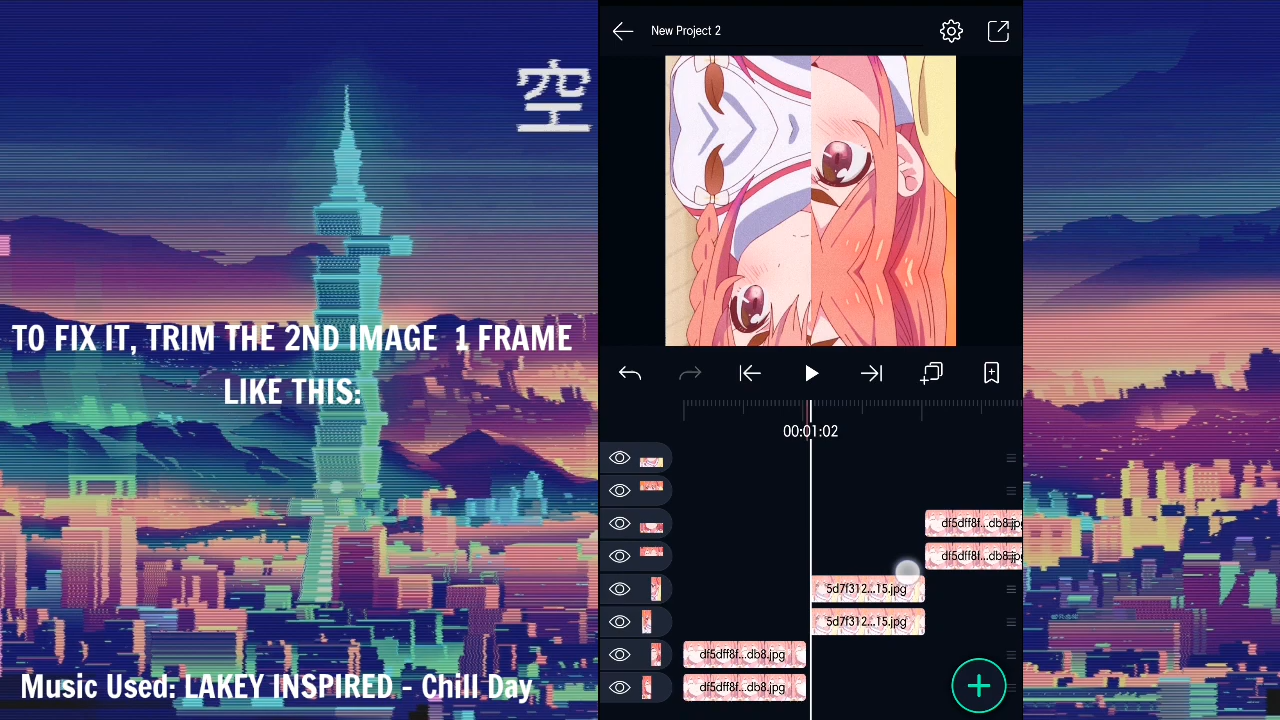 空
TO FIX IT, TRIM THE 2ND IMAGE 1 FRAME
LIKE THIS:
Music Used: LAKEY INSPIRED - Chill Day
New Project 2
00:01:02
df5dff8f...db8.jpg
df5dff8f...db8.jpg
5d7f312...15.jpg
5d7f312...15.jpg
df5dff8f...db8.jpg
df5dff8f...db8.jpg